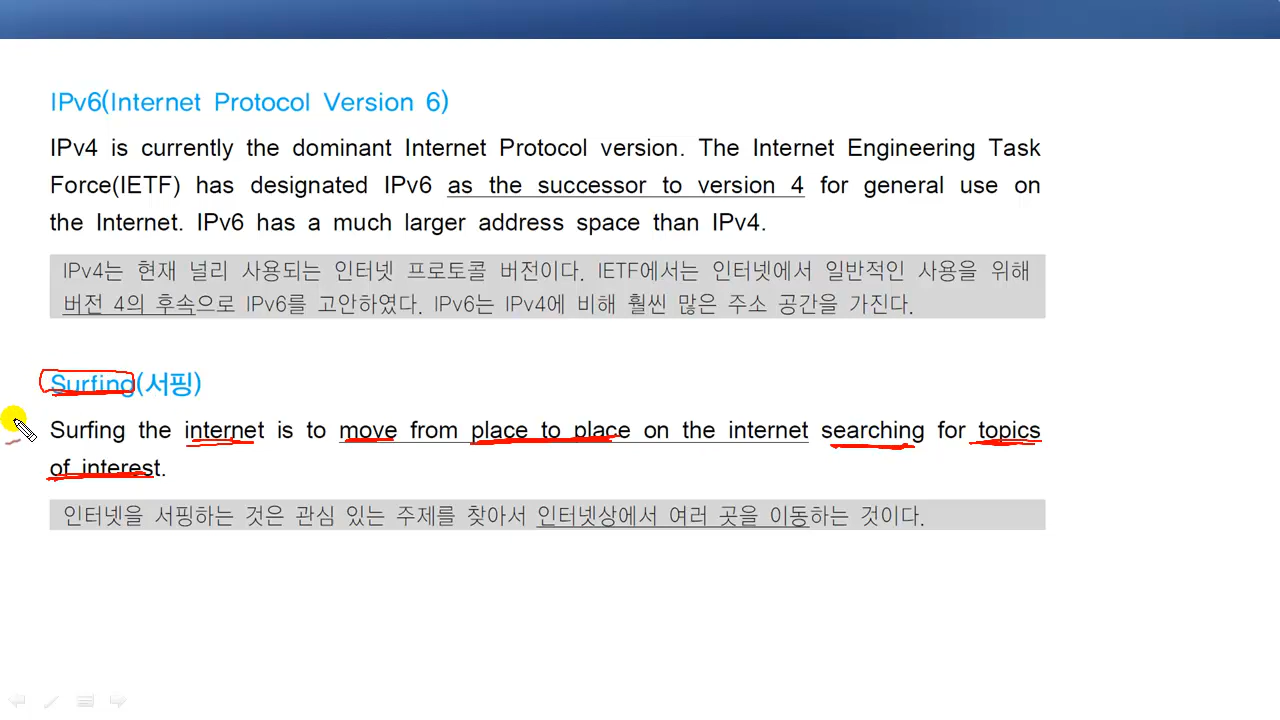 IPv6(Internet Protocol Version 6)
IPv4 is currently the dominant Internet Protocol version. The Internet Engineering Task
Force(IETF) has designated IPv6 as the successor to version 4 for general use on
the Internet. IPv6 has a much larger address space than IPv4.
IPv4는 현재 널리 사용되는 인터넷 프로토콜 버전이다. IETF에서는 인터넷에서 일반적인 사용을 위해
버전 4의 후속으로 IPv6를 고안하였다. IPv6는 IPv4에 비해 훨씬 많은 주소 공간을 가진다.
Surfing(서핑)
Surfing the internet is to move from place to place on the internet searching for topics
of interest.
인터넷을 서핑하는 것은 관심 있는 주제를 찾아서 인터넷상에서 여러 곳을 이동하는 것이다.